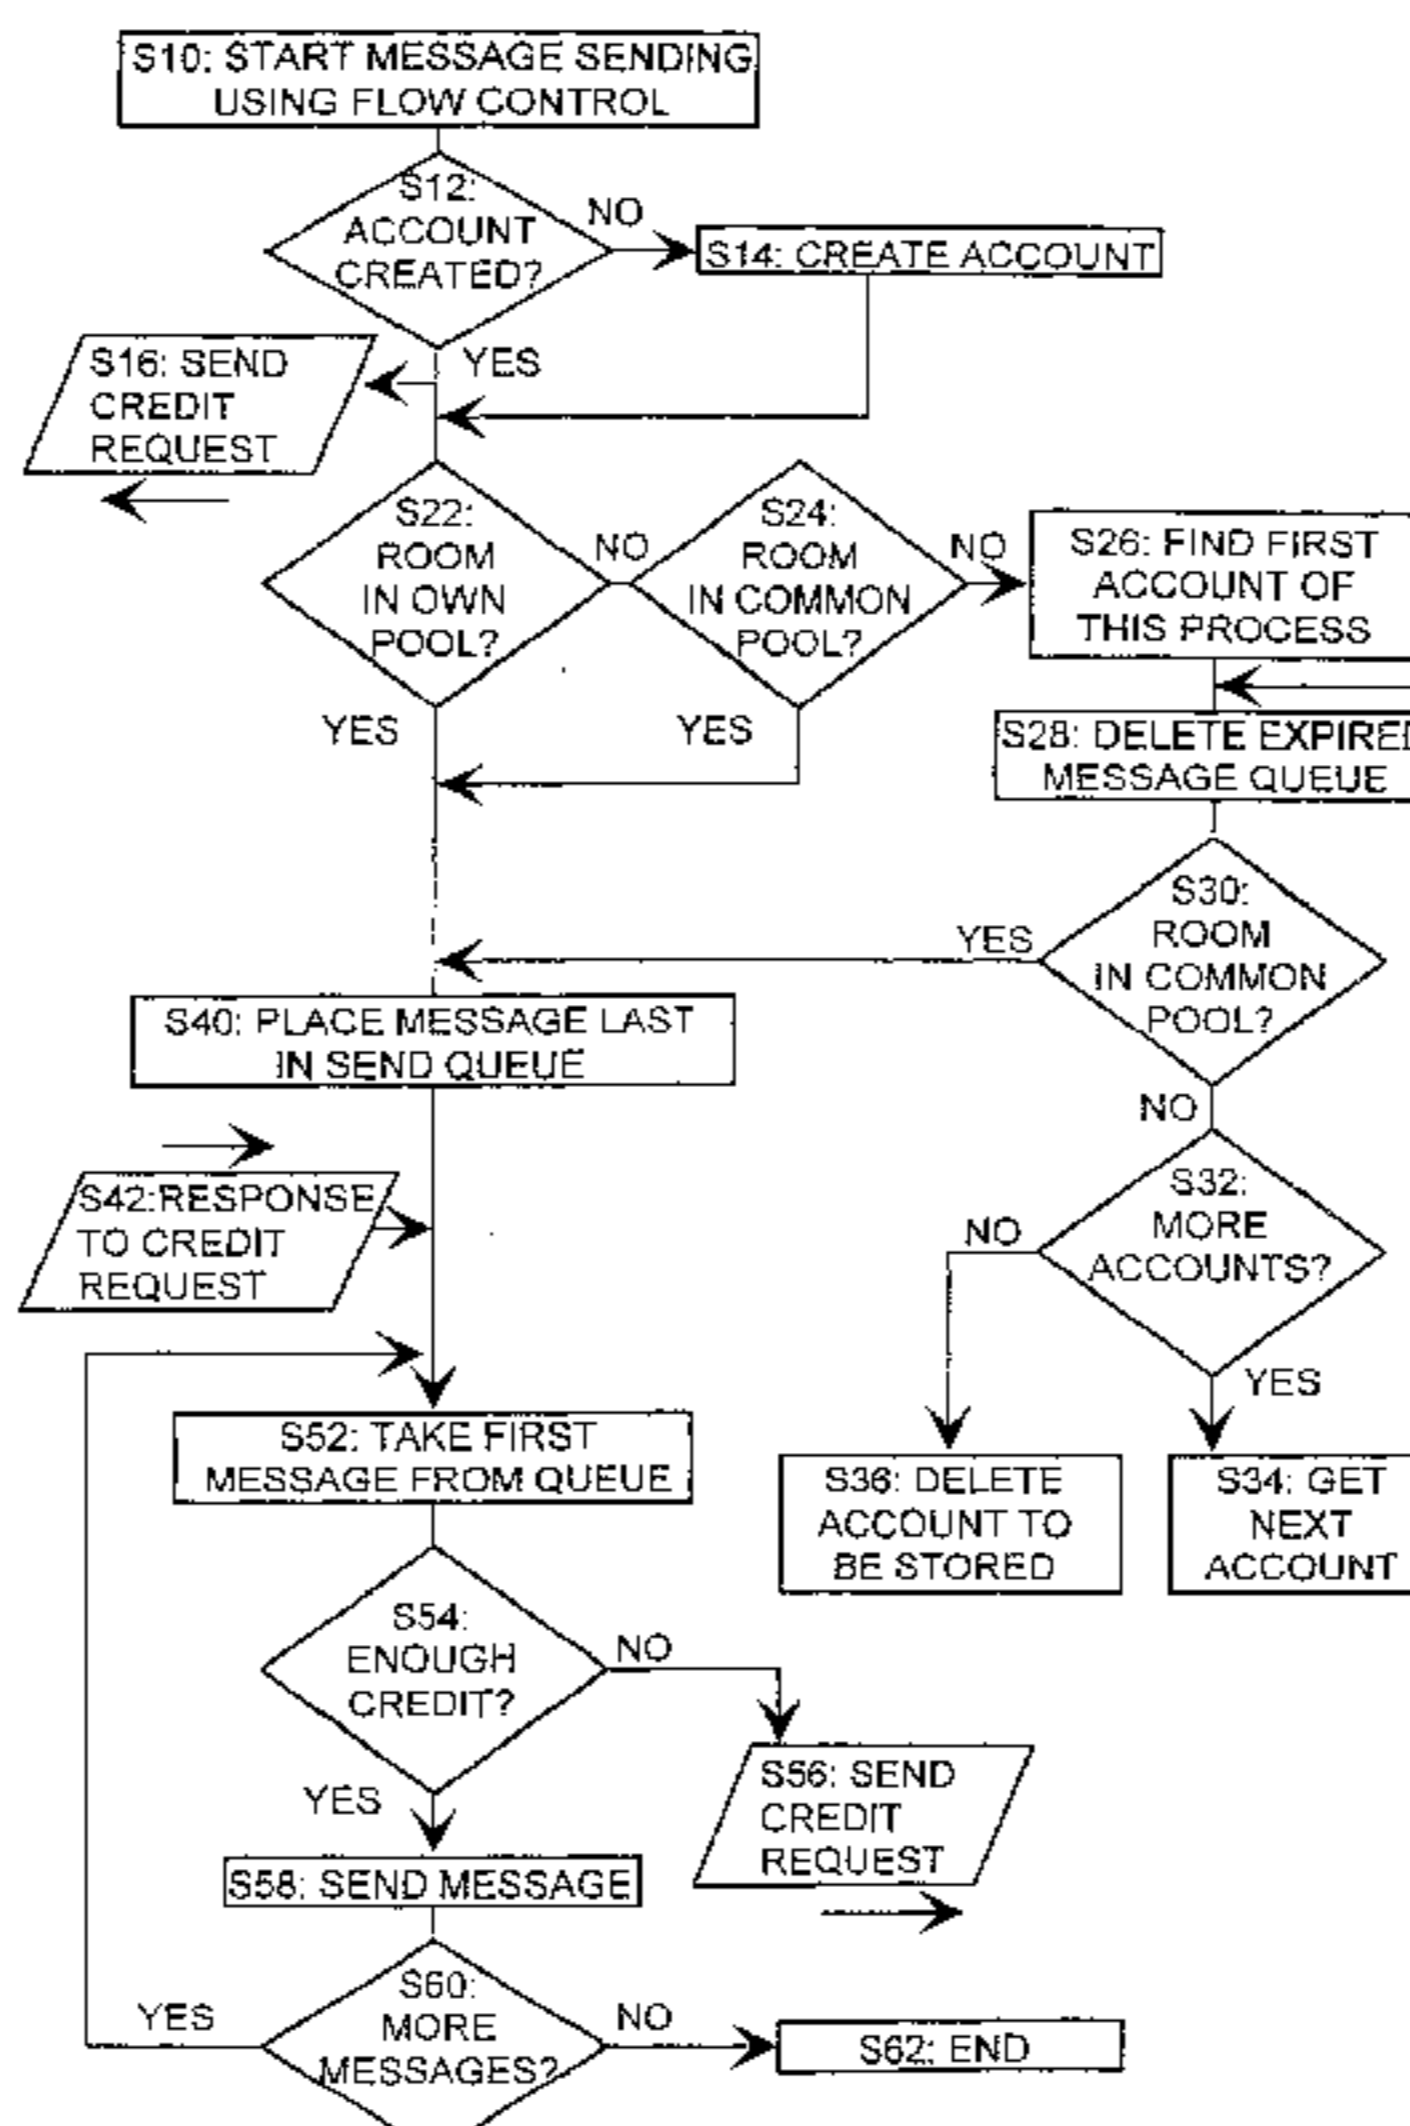 S10: START MESSAGE SENDING
USING FLOW CONTROL
S12:
ACCOUNT
CREATED?
NO
S14: CREATE ACCOUNT
YES
S16: SEND
CREDIT
REQUEST
S22:
ROOM
IN OWN
POOL?
NO
S24:
ROOM
IN COMMON
POOL?
NO
S26: FIND FIRST
ACCOUNT OF
THIS PROCESS
YES
YES
S28: DELETE EXPIRED
MESSAGE QUEUE
S30:
ROOM
IN COMMON
POOL?
YES
S40: PLACE MESSAGE LAST
IN SEND QUEUE
NO
S42:RESPONSE
TO CREDIT
REQUEST
S32:
MORE
ACCOUNTS?
NO
YES
S52: TAKE FIRST
MESSAGE FROM QUEUE
S36: DELETE
ACCOUNT TO
BE STORED
S34: GET
NEXT
ACCOUNT
S54:
ENOUGH
CREDIT?
NO
S56: SEND
CREDIT
REQUEST
YES
S58: SEND MESSAGE
S60:
MORE
MESSAGES?
YES
NO
S62: END